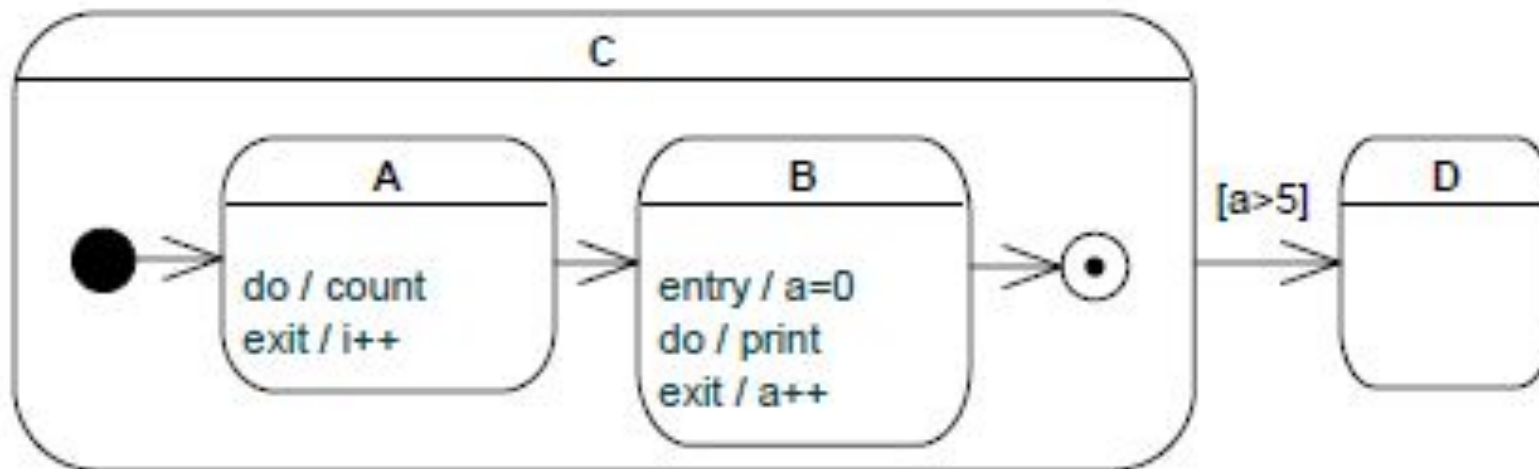 C
A
do / count
exit / i++
B
entry / a=0
do / print
exit / a++
[a>5]
D